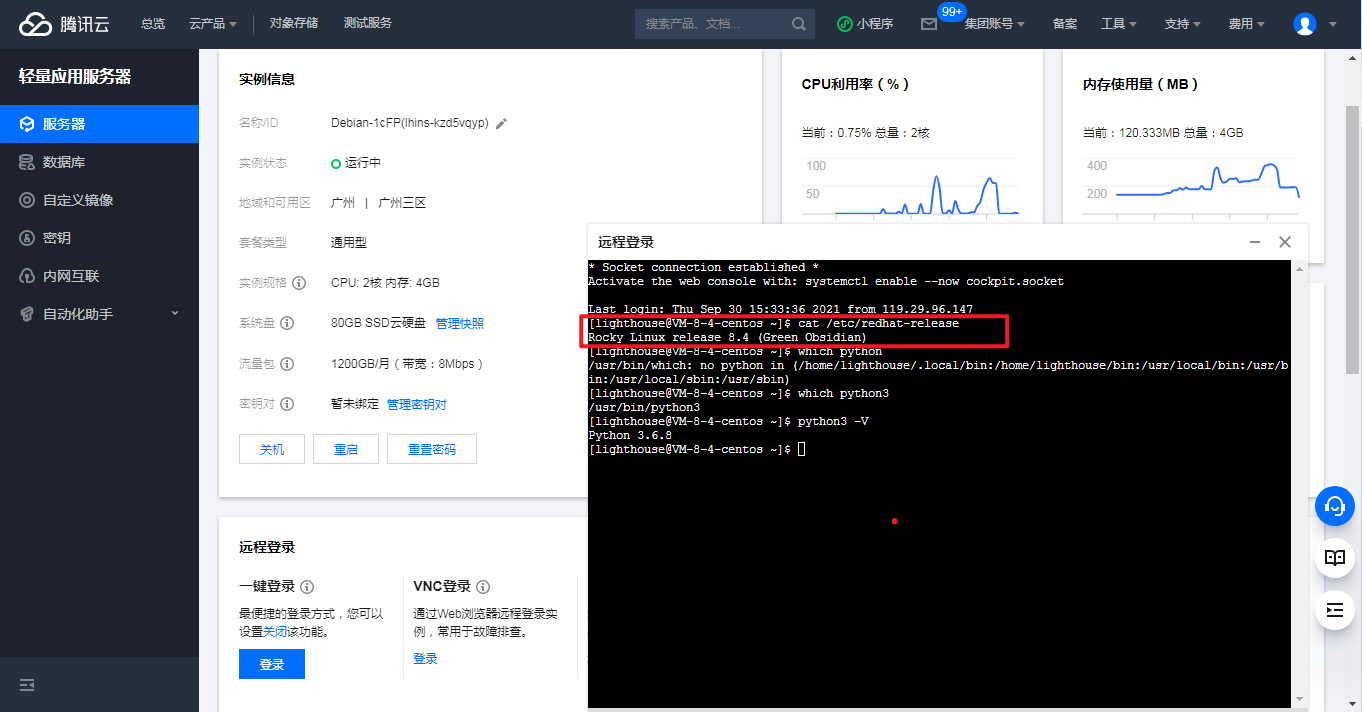 腾讯云
总览
云产品
对象存储
测试服务
搜索产品、文档...
小程序
99+
集团账号
备案
工具
支持
费用
轻量应用服务器
服务器
数据库
自定义镜像
密钥
内网互联
自动化助手
实例信息
名称/ID Debian-1cFP(lhins-kzd5vqyp)
实例状态 运行中
地域和可用区 广州 | 广州三区
套餐类型 通用型
实例规格 CPU: 2核 内存: 4GB
系统盘 80GB SSD云硬盘 管理快照
流量包 1200GB/月（带宽：8Mbps）
密钥对 暂未绑定 管理密钥对
关机 重启 重置密码
CPU利用率（%）
当前：0.75% 总量：2核
100
50
内存使用量（MB）
当前：120.333MB 总量：4GB
400
200
远程登录
* Socket connection established *
Activate the web console with: systemctl enable --now cockpit.socket
Last login: Thu Sep 30 15:33:36 2021 from 119.29.96.147
[lighthouse@VM-8-4-centos ~]$ cat /etc/redhat-release
Rocky Linux release 8.4 (Green Obsidian)
[lighthouse@VM-8-4-centos ~]$ which python
/usr/bin/which: no python in (/home/lighthouse/.local/bin:/home/lighthouse/bin:/usr/local/bin:/usr/b
in:/usr/local/sbin:/usr/sbin)
[lighthouse@VM-8-4-centos ~]$ which python3
/usr/bin/python3
[lighthouse@VM-8-4-centos ~]$ python3 -V
Python 3.6.8
[lighthouse@VM-8-4-centos ~]$
远程登录
一键登录
最便捷的登录方式，您可以
设置关闭该功能。
登录
VNC登录
通过Web浏览器远程登录实
例，常用于故障排查。
登录